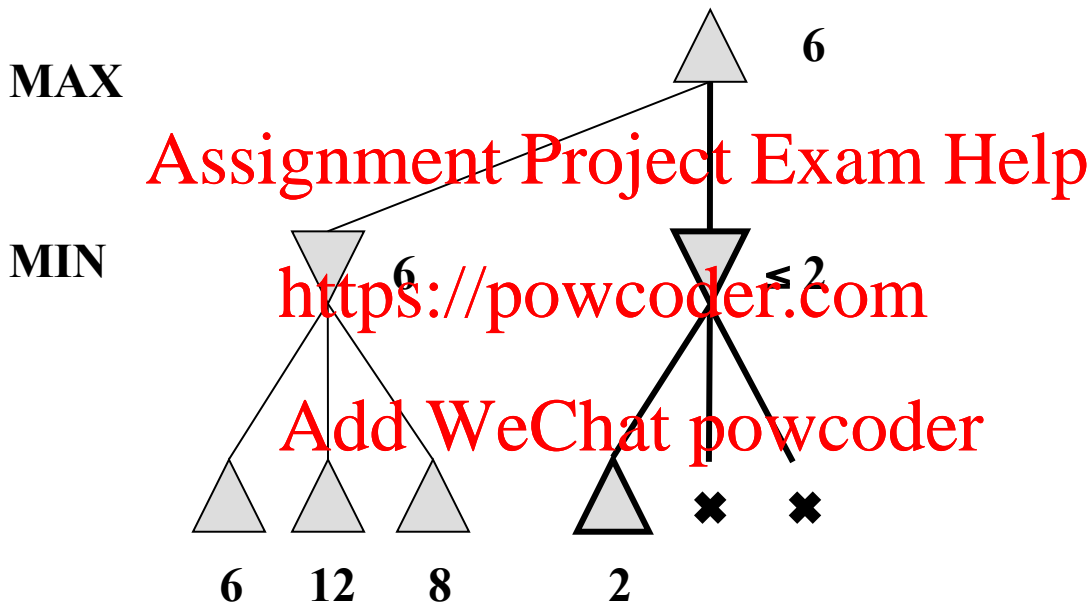 6
MAX
Assignment Project Exam Help
MIN
6
≤ 2
https://powcoder.com
Add WeChat powcoder
6 12 8 2